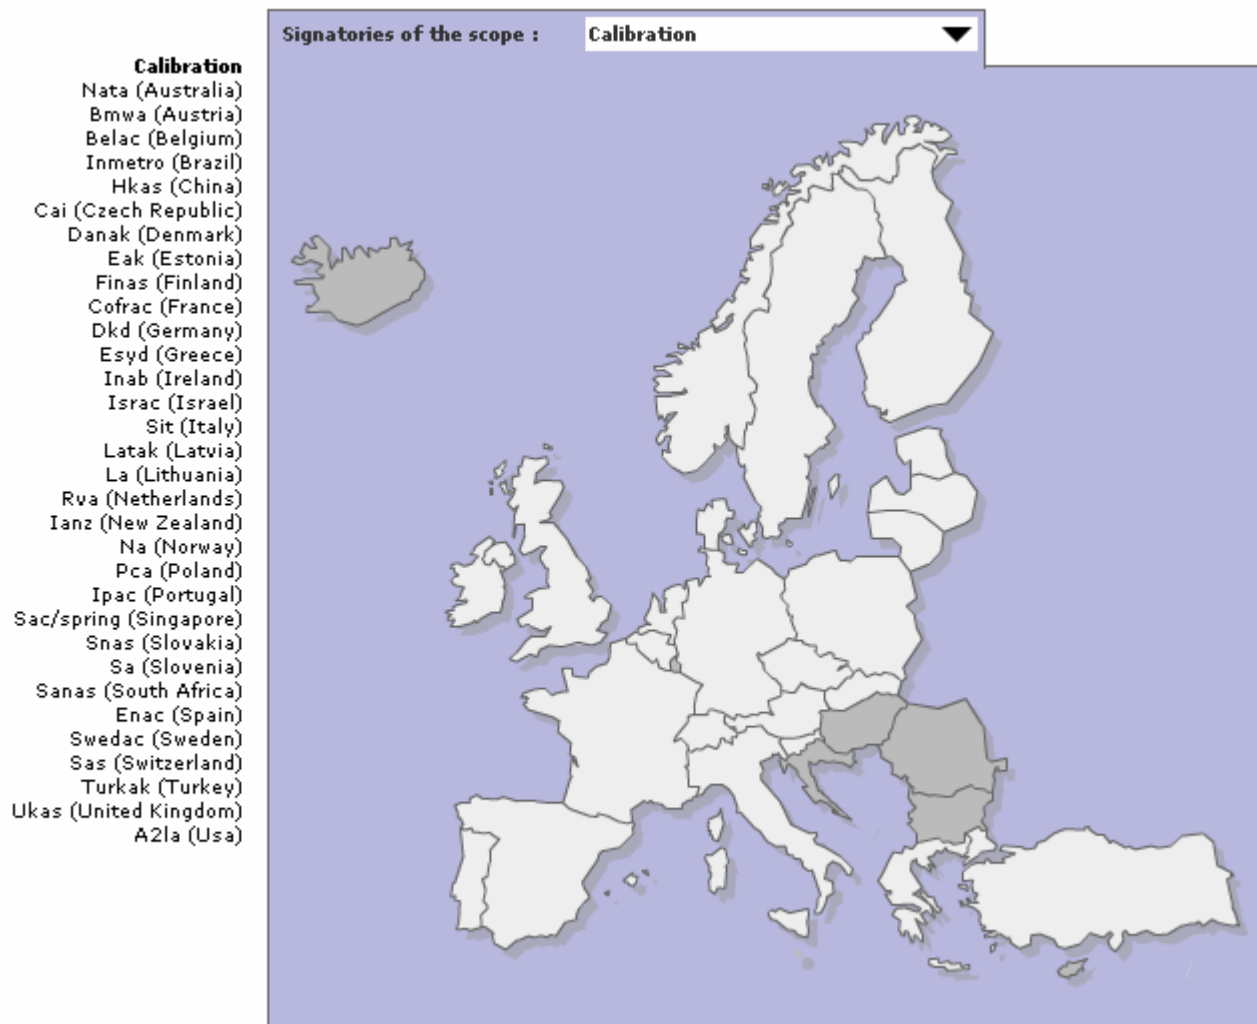 Signatories of the scope : Calibration
Calibration
Nata (Australia)
Bmwa (Austria)
Belac (Belgium)
Inmetro (Brazil)
Hkas (China)
Cai (Czech Republic)
Danak (Denmark)
Eak (Estonia)
Finas (Finland)
Cofrac (France)
Dkd (Germany)
Esyd (Greece)
Inab (Ireland)
Israc (Israel)
Sit (Italy)
Latak (Latvia)
La (Lithuania)
Rva (Netherlands)
Ianz (New Zealand)
Na (Norway)
Pca (Poland)
Ipac (Portugal)
Sac/spring (Singapore)
Snas (Slovakia)
Sa (Slovenia)
Sanas (South Africa)
Enac (Spain)
Swedac (Sweden)
Sas (Switzerland)
Turkak (Turkey)
Ukas (United Kingdom)
A2la (Usa)